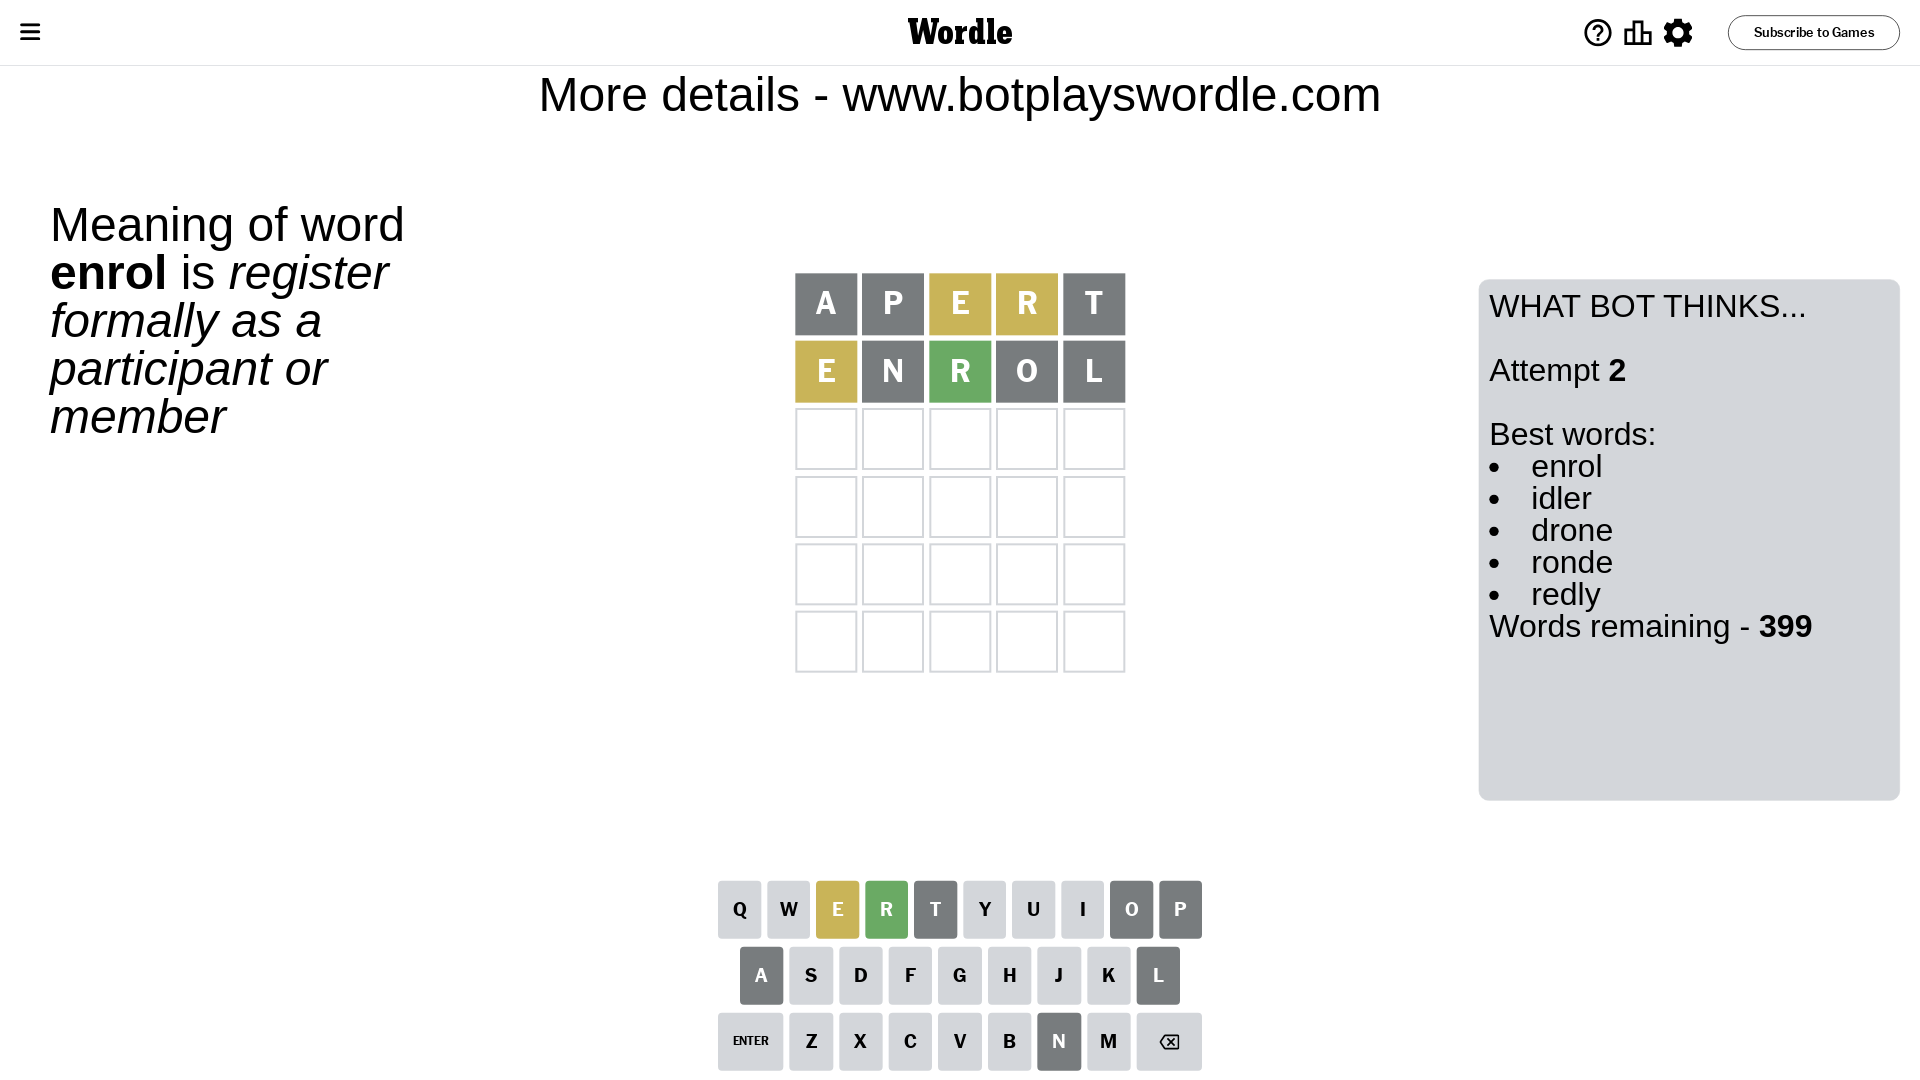 Wordle
Subscribe to Games
More details - www.botplayswordle.com
Meaning of word
enrol is register
formally as a
participant or
member
A P E R T
E N R O L
WHAT BOT THINKS...
Attempt 2
Best words:
• enrol
• idler
• drone
• ronde
• redly
Words remaining - 399
Q W E R T Y U I O P
A S D F G H J K L
ENTER Z X C V B N M